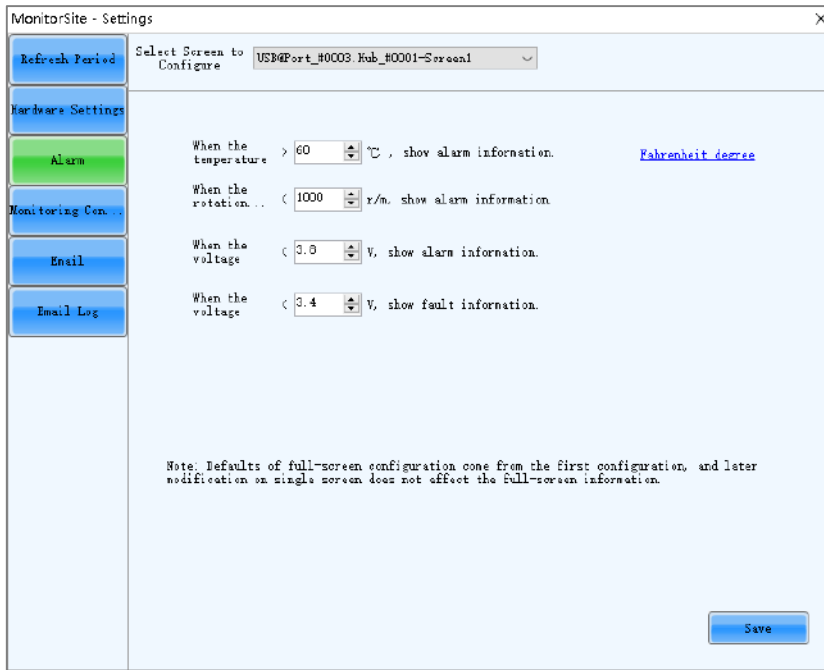 MonitorSite - Settings
Refresh Period
Hardware Settings
Alarm
Monitoring Con...
Email
Email Log
Select Screen to
Configure
USB@Port_#0003.Hub_#0001-Screen1
When the
temperature > 60 ℃ , show alarm information.
Fahrenheit degree
When the
rotation... < 1000 r/m, show alarm information
When the
voltage < 3.8 V, show alarm information.
When the
voltage < 3.4 V, show fault information.
Note: Defaults of full-screen configuration come from the first configuration, and later
modification on single screen does not affect the full-screen information.
Save